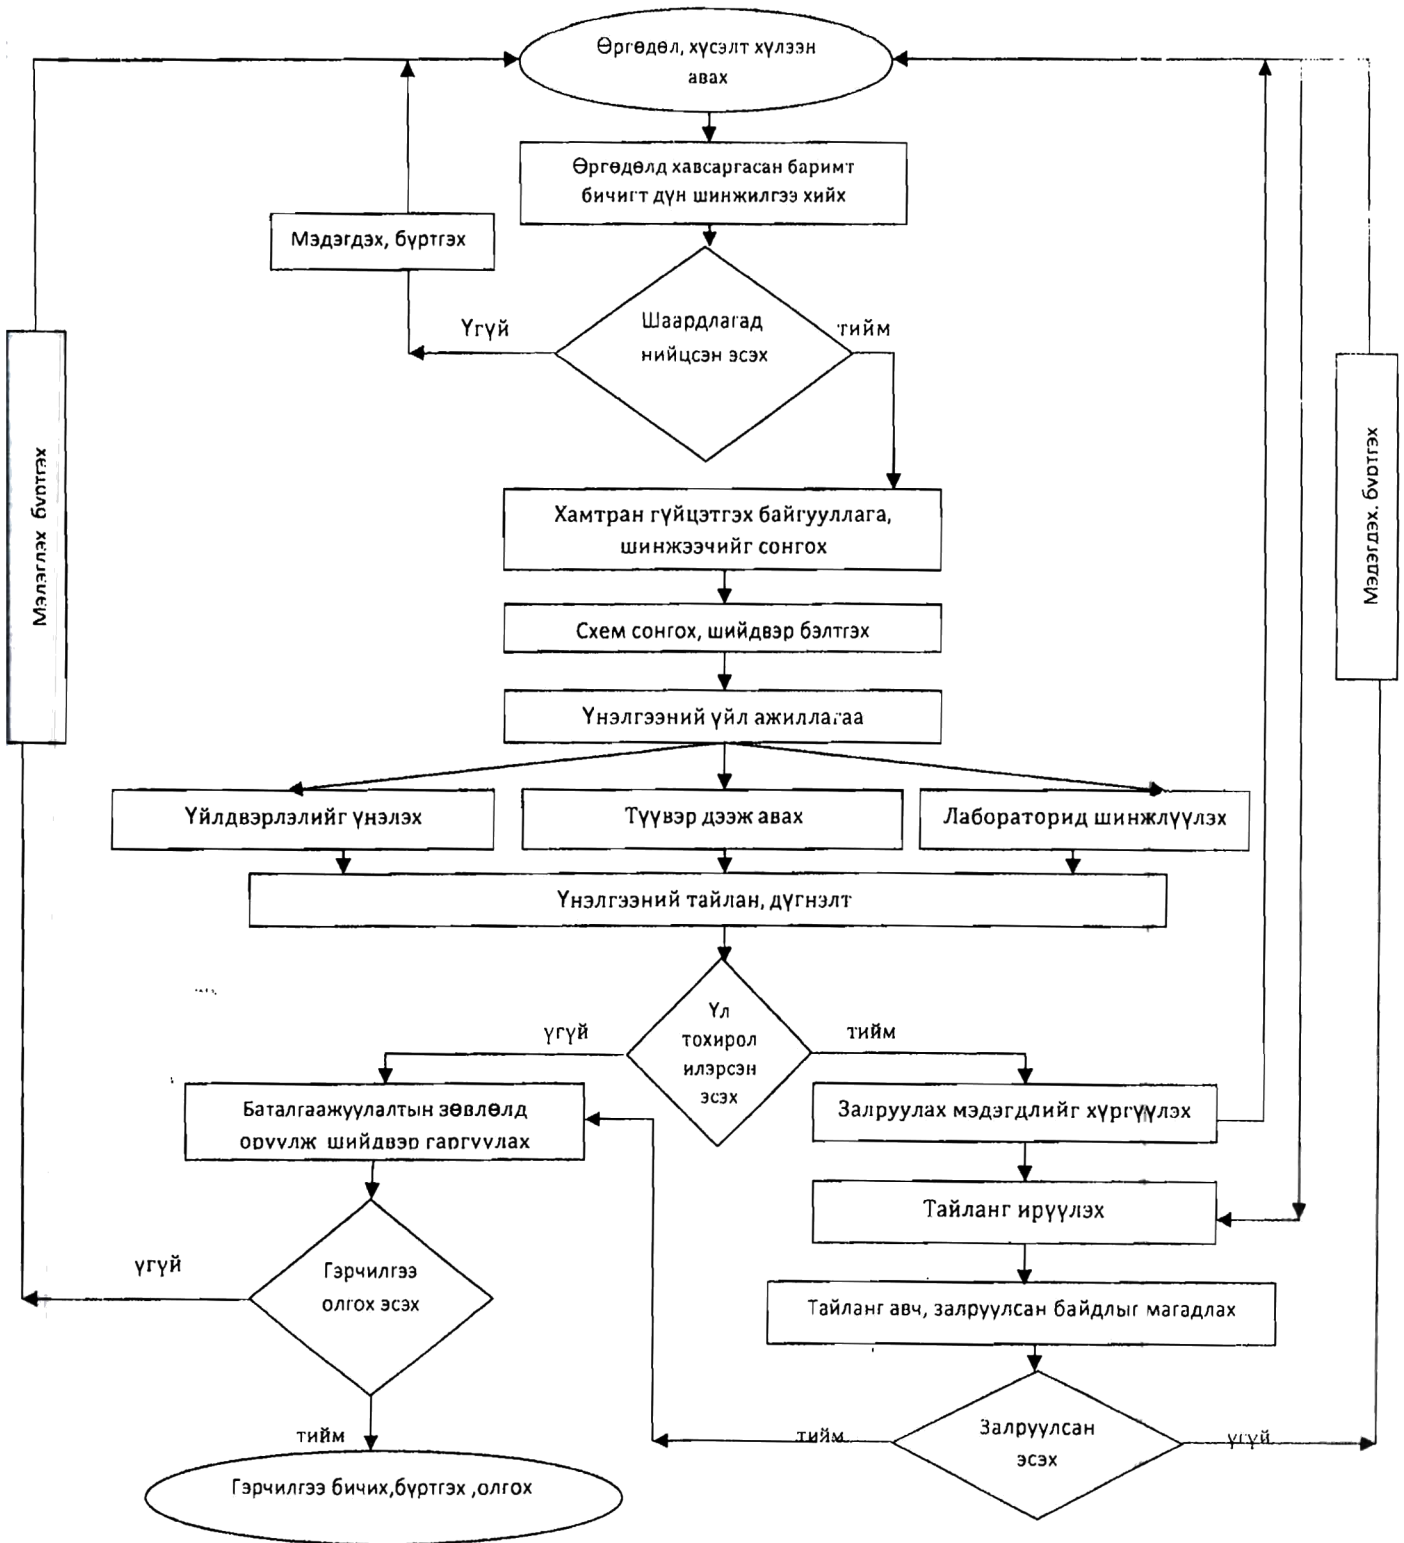 Өргөдөл, хүсэлт хүлээн
авах
Өргөдөлд хавсаргасан баримт
бичигт дүн шинжилгээ хийх
Мэдэгдэх, бүртгэх
Шаардлагад
нийцсэн эсэх
Үгүй
тийм
Мэдэгдэх, бүртгэх
Мэдэгдэх, бүртгэх
Хамтран гүйцэтгэх байгууллага,
шинжээчийг сонгох
Схем сонгох, шийдвэр бэлтгэх
Үнэлгээний үйл ажиллагаа
Үйлдвэрлэлийг үнэлэх
Түүвэр дээж авах
Лабораторид шинжлүүлэх
Үнэлгээний тайлан, дүгнэлт
Үл
тохирол
илэрсэн
эсэх
үгүй
тийм
Баталгаажуулалтын зөвлөлд
оруулж шийдвэр гаргуулах
Залруулах мэдэгдлийг хүргүүлэх
Тайланг ирүүлэх
Гэрчилгээ
олгох эсэх
үгүй
Тайланг авч, залруулсан байдлыг магадлах
Залруулсан
эсэх
тийм
тийм
үгүй
Гэрчилгээ бичих,бүртгэх ,олгох